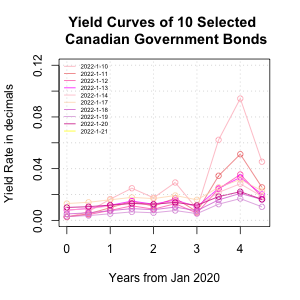 Yield Curves of 10 Selected
Canadian Government Bonds
Yield Rate in decimals
0.12
0.08
0.04
0.00
2022-1-10
2022-1-11
2022-1-12
2022-1-13
2022-1-14
2022-1-17
2022-1-18
2022-1-19
2022-1-20
2022-1-21
0 1 2 3 4
Years from Jan 2020